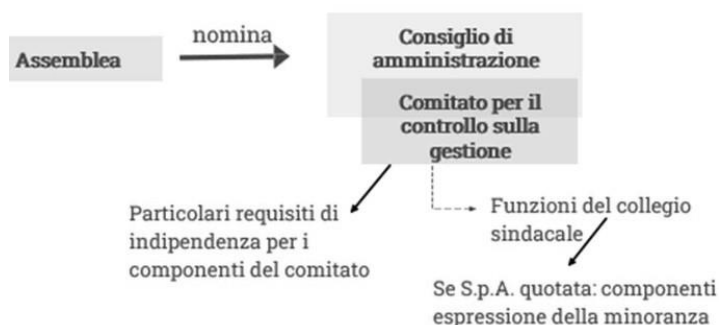 nomina
Assemblea
Consiglio di
amministrazione
Comitato per il
controllo sulla
gestione
Particolari requisiti di
indipendenza per i
componenti del comitato
Funzioni del collegio
sindacale
Se S.p.A. quotata: componenti
espressione della minoranza